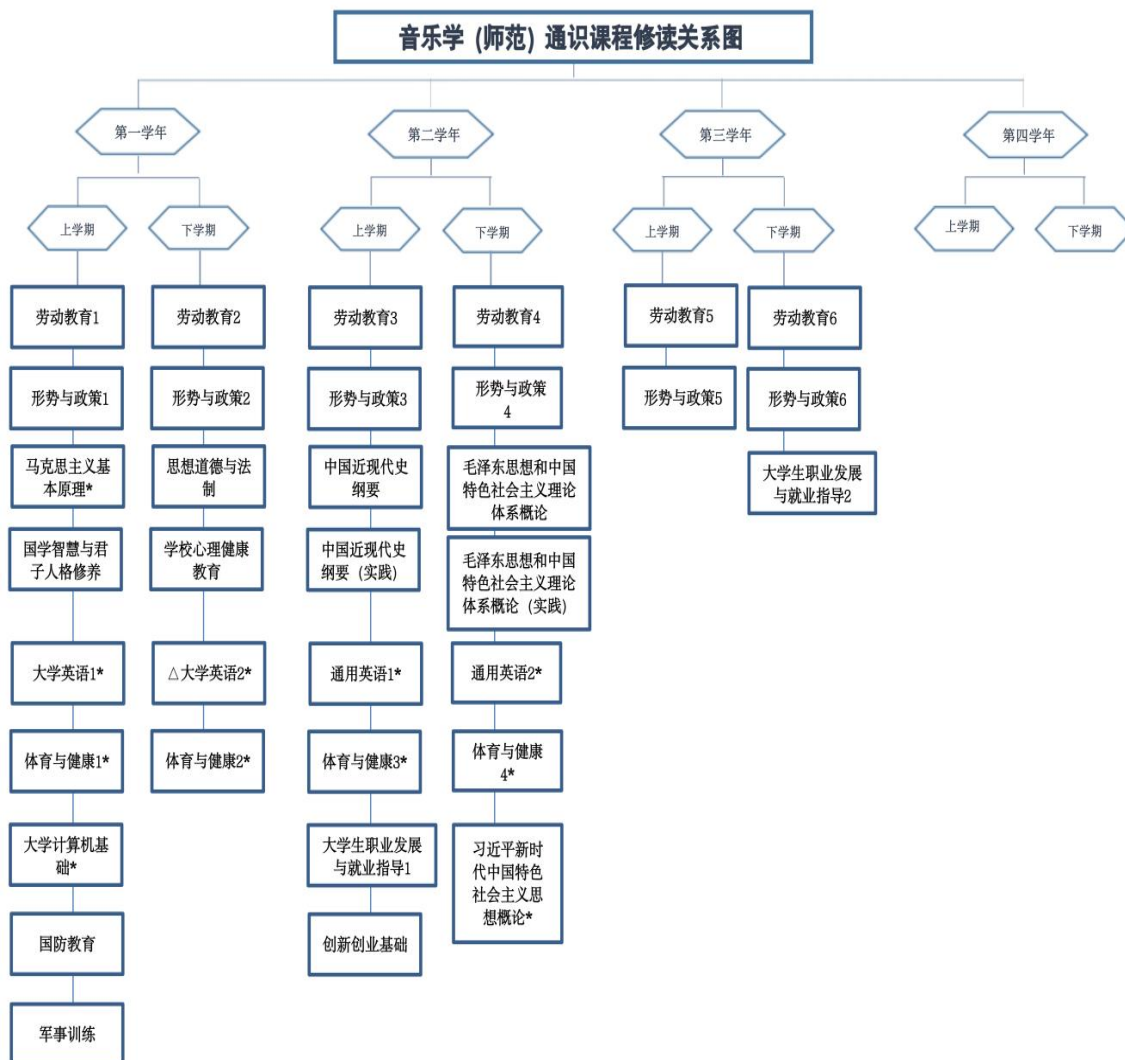 音乐学 (师范) 通识课程修读关系图
第一学年
第二学年
第三学年
第四学年
上学期
下学期
上学期
下学期
上学期
下学期
上学期
下学期
劳动教育1
形势与政策1
马克思主义基
本原理*
国学智慧与君
子人格修养
大学英语1*
体育与健康1*
大学计算机基
础*
国防教育
军事训练
劳动教育2
形势与政策2
思想道德与法
制
学校心理健康
教育
△大学英语2*
体育与健康2*
劳动教育3
形势与政策3
中国近现代史
纲要
中国近现代史
纲要 (实践)
通用英语1*
体育与健康3*
大学生职业发展
与就业指导1
创新创业基础
劳动教育4
形势与政策
4
毛泽东思想和中国
特色社会主义理论
体系概论
毛泽东思想和中国
特色社会主义理论
体系概论 (实践)
通用英语2*
体育与健康
4*
习近平新时
代中国特色
社会主义思
想概论*
劳动教育5
形势与政策5
劳动教育6
形势与政策6
大学生职业发展
与就业指导2